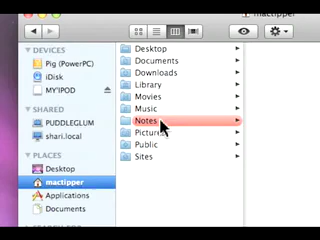 mactipper
DEVICES
Pig (PowerPC)
iDisk
MY'IPOD
SHARED
PUDDLEGLUM
shari.local
PLACES
Desktop
mactipper
Applications
Documents
Desktop
Documents
Downloads
Library
Movies
Music
Notes
Public
Sites